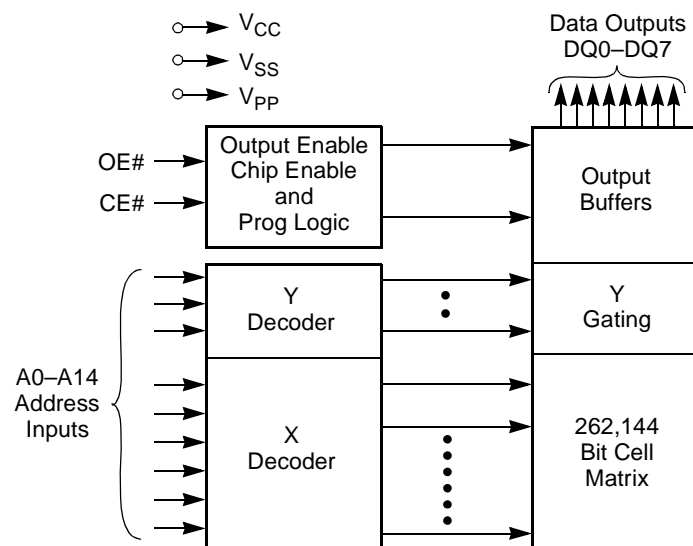 V_CC
V_SS
V_PP
Data Outputs
DQ0–DQ7
OE#
CE#
Output Enable
Chip Enable
and
Prog Logic
Output
Buffers
Y
Decoder
Y
Gating
A0–A14
Address
Inputs
X
Decoder
262,144
Bit Cell
Matrix